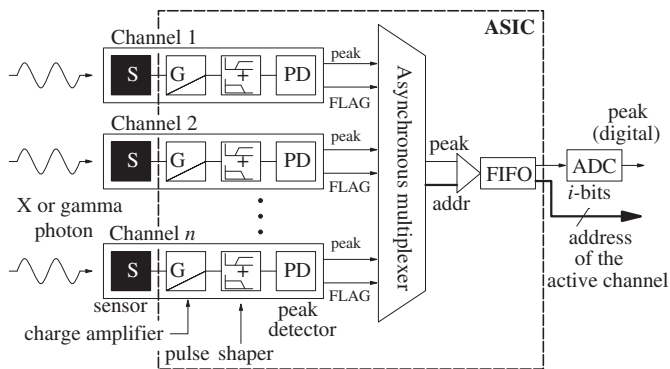 Channel 1
ASIC
S
G
PD
peak
FLAG
Channel 2
S
G
PD
peak
FLAG
Asynchronous multiplexer
peak
addr
FIFO
ADC
peak
(digital)
i-bits
address
of the
active channel
X or gamma
photon
Channel n
S
G
PD
peak
FLAG
sensor
charge amplifier
pulse shaper
peak
detector